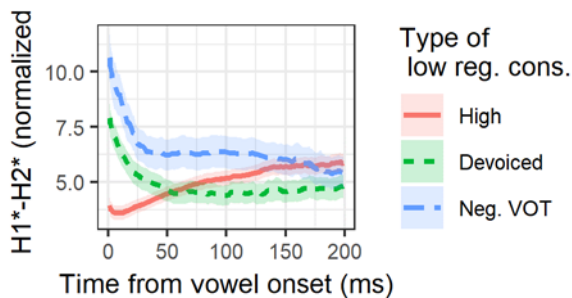 H1*-H2* (normalized
10.0
7.5
5.0
0 50 100 150 200
Time from vowel onset (ms)
Type of
low reg. cons.
High
Devoiced
Neg. VOT